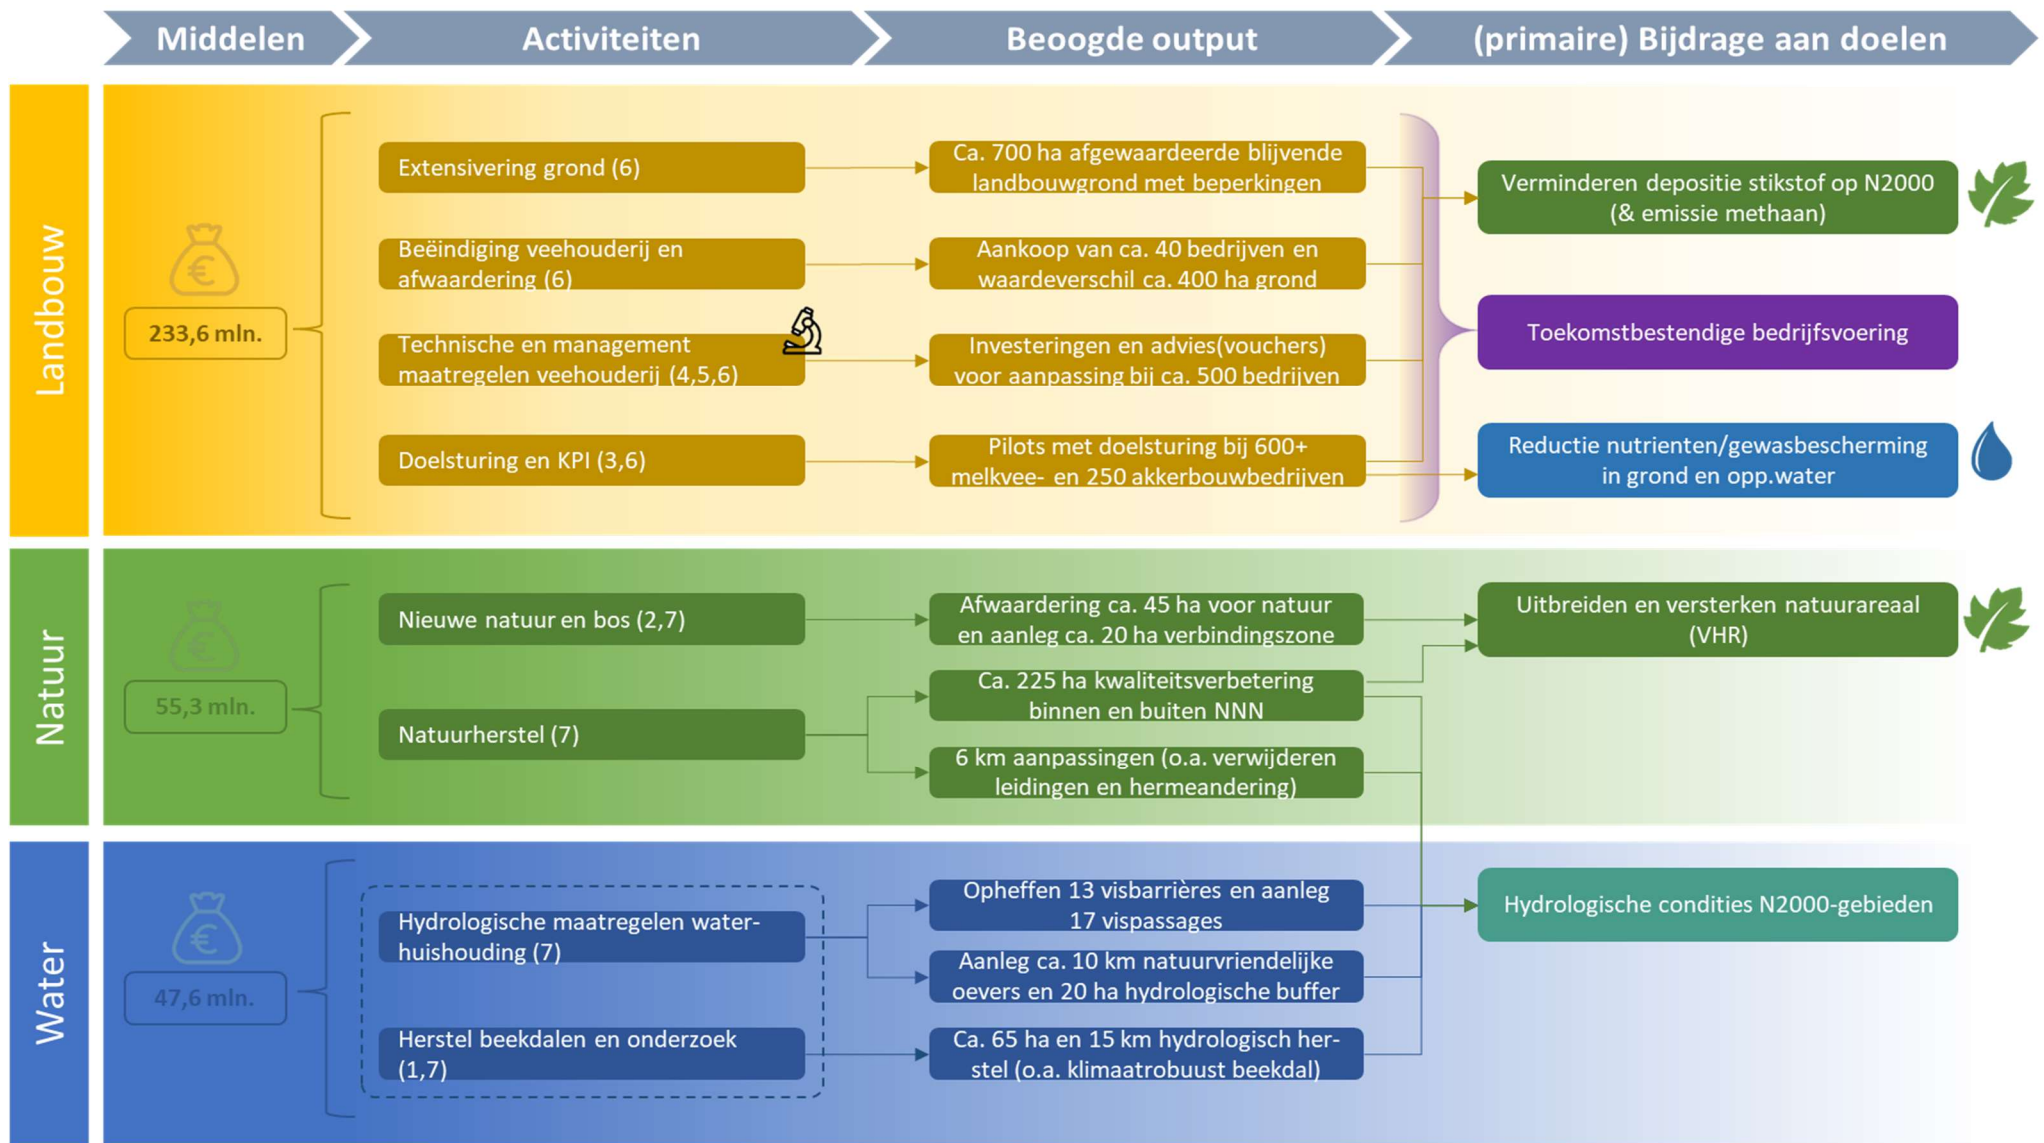 Middelen
Activiteiten
Beoogde output
(primaire) Bijdrage aan doelen
Landbouw
233,6 mln.
Extensivering grond (6)
Ca. 700 ha afgewaardeerde blijvende
landbouwgrond met beperkingen
Verminderen depositie stikstof op N2000
(& emissie methaan)
Beëindiging veehouderij en
afwaardering (6)
Aankoop van ca. 40 bedrijven en
waardeverschil ca. 400 ha grond
Toekomstbestendige bedrijfsvoering
Technische en management
maatregelen veehouderij (4,5,6)
Investeringen en advies(vouchers)
voor aanpassing bij ca. 500 bedrijven
Doelsturing en KPI (3,6)
Pilots met doelsturing bij 600+
melkvee- en 250 akkerbouwbedrijven
Reductie nutrienten/gewasbescherming
in grond en opp.water
Natuur
55,3 mln.
Nieuwe natuur en bos (2,7)
Afwaardering ca. 45 ha voor natuur
en aanleg ca. 20 ha verbindingszone
Uitbreiden en versterken natuurareaal
(VHR)
Natuurherstel (7)
Ca. 225 ha kwaliteitsverbetering
binnen en buiten NNN
6 km aanpassingen (o.a. verwijderen
leidingen en hermeandering)
Water
47,6 mln.
Hydrologische maatregelen water-
huishouding (7)
Opheffen 13 visbarrières en aanleg
17 vispassages
Hydrologische condities N2000-gebieden
Aanleg ca. 10 km natuurvriendelijke
oevers en 20 ha hydrologische buffer
Herstel beekdalen en onderzoek
(1,7)
Ca. 65 ha en 15 km hydrologisch her-
stel (o.a. klimaatrobuust beekdal)